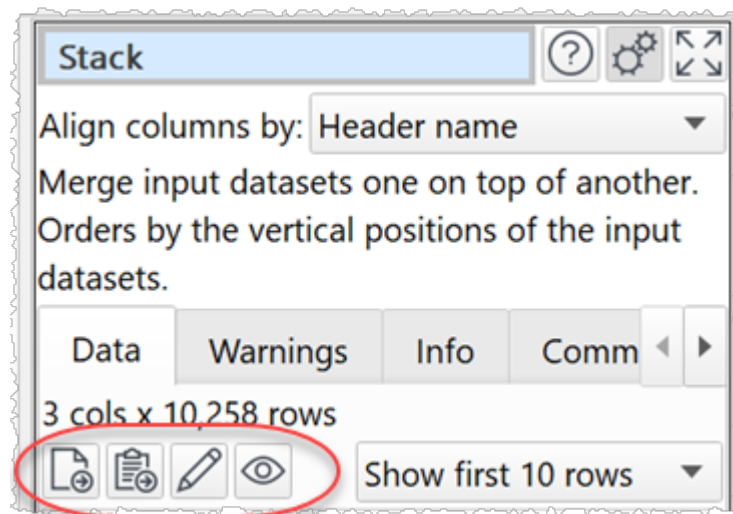 Stack
Align columns by: Header name
Merge input datasets one on top of another.
Orders by the vertical positions of the input
datasets.
Data Warnings Info Comm
3 cols x 10,258 rows
Show first 10 rows